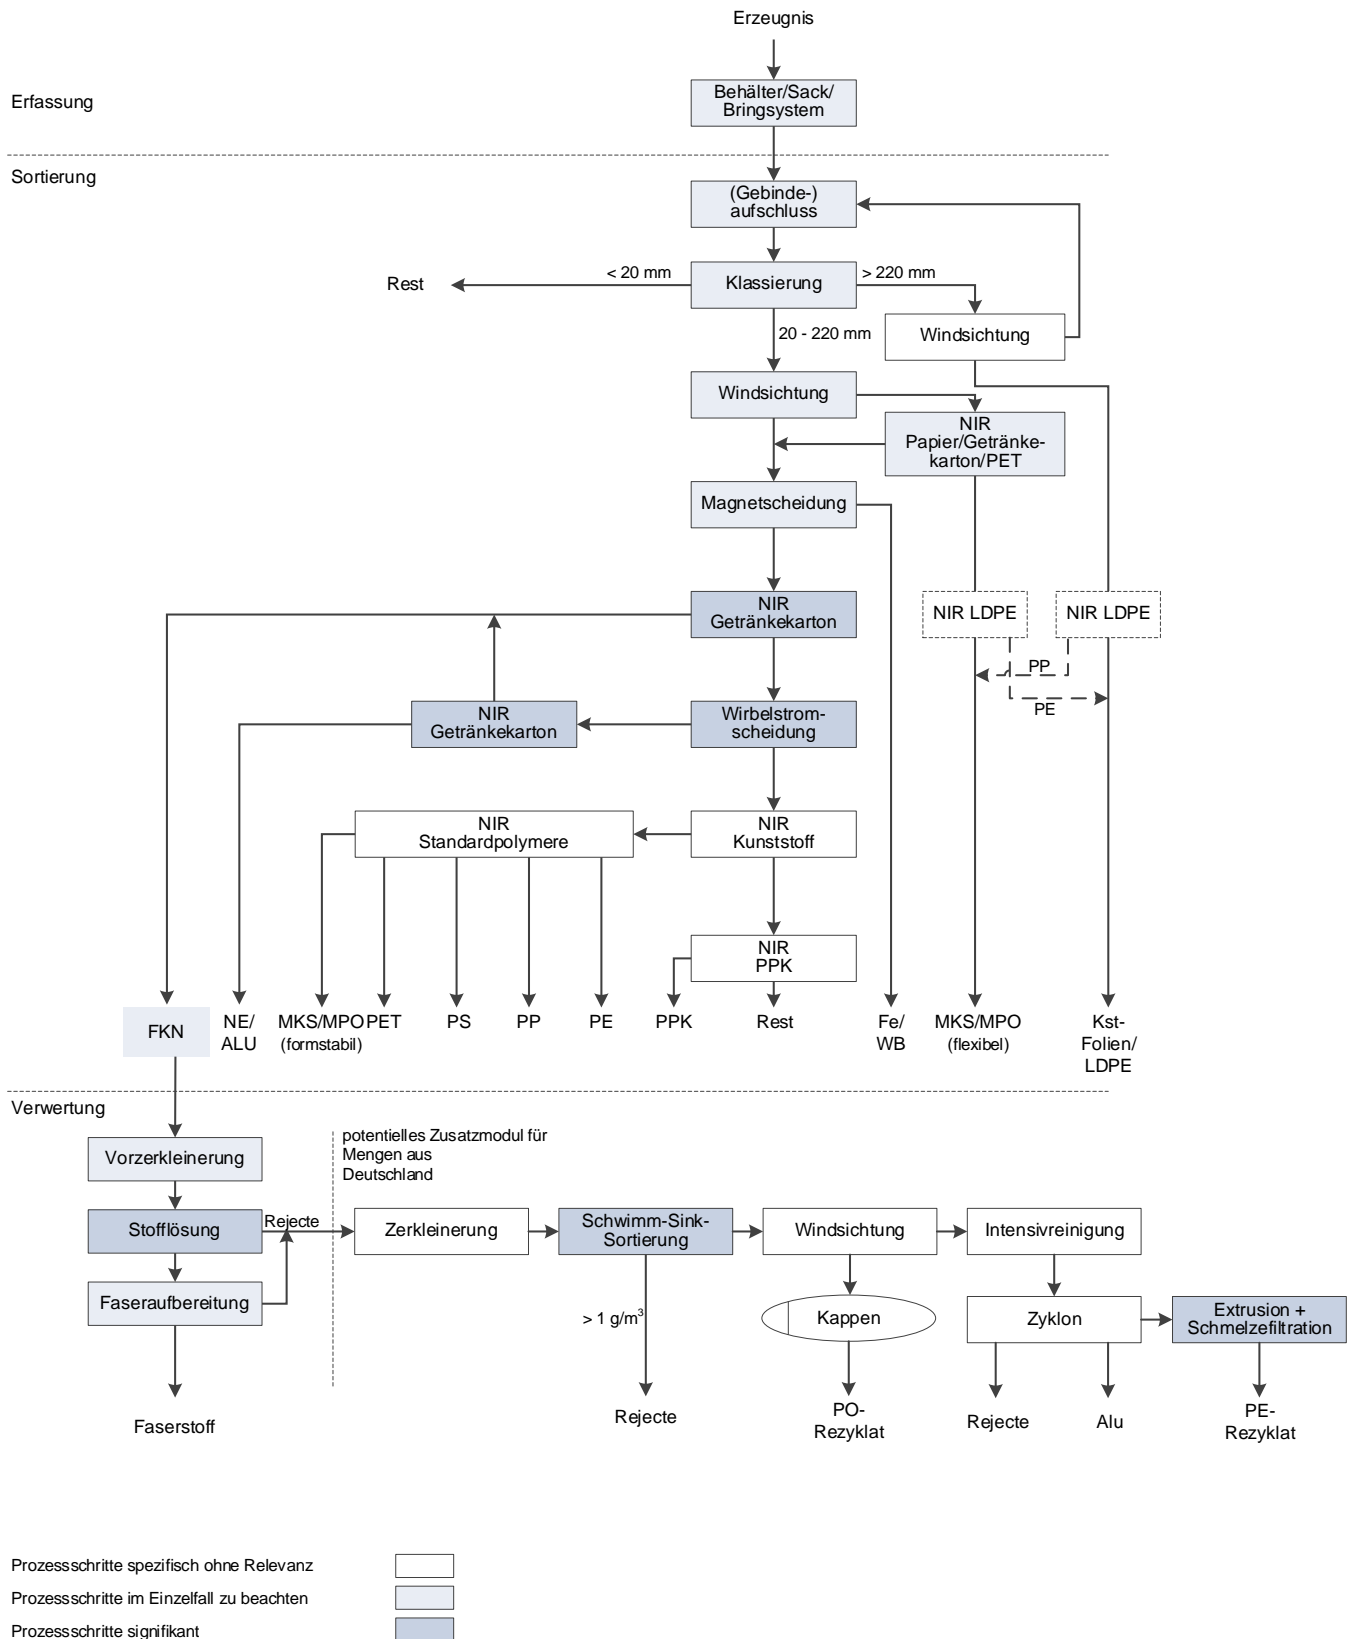 Erzeugnis
Erfassung
Behälter/Sack/
Bringsystem
Sortierung
(Gebinde-)
aufschluss
Rest
< 20 mm
Klassierung
> 220 mm
20 - 220 mm
Windsichtung
Windsichtung
NIR
Papier/Getränke-
karton/PET
Magnetscheidung
NIR
Getränkekarton
NIR LDPE
NIR LDPE
PP
PE
NIR
Getränkekarton
Wirbelstrom-
scheidung
NIR
Standardpolymere
NIR
Kunststoff
NIR
PPK
FKN
NE/
ALU
MKS/MPO
(formstabil)
PET
PS
PP
PE
PPK
Rest
Fe/
WB
MKS/MPO
(flexibel)
Kst-
Folien/
LDPE
Verwertung
potentielles Zusatzmodul für
Mengen aus
Deutschland
Vorzerkleinerung
Stofflösung
Rejecte
Zerkleinerung
Schwimm-Sink-
Sortierung
Windsichtung
Intensivreinigung
Faseraufbereitung
> 1 g/m³
Kappen
Zyklon
Extrusion +
Schmelzefiltration
Faserstoff
Rejecte
PO-
Rezyklat
Rejecte
Alu
PE-
Rezyklat
Prozessschritte spezifisch ohne Relevanz
Prozessschritte im Einzelfall zu beachten
Prozessschritte signifikant